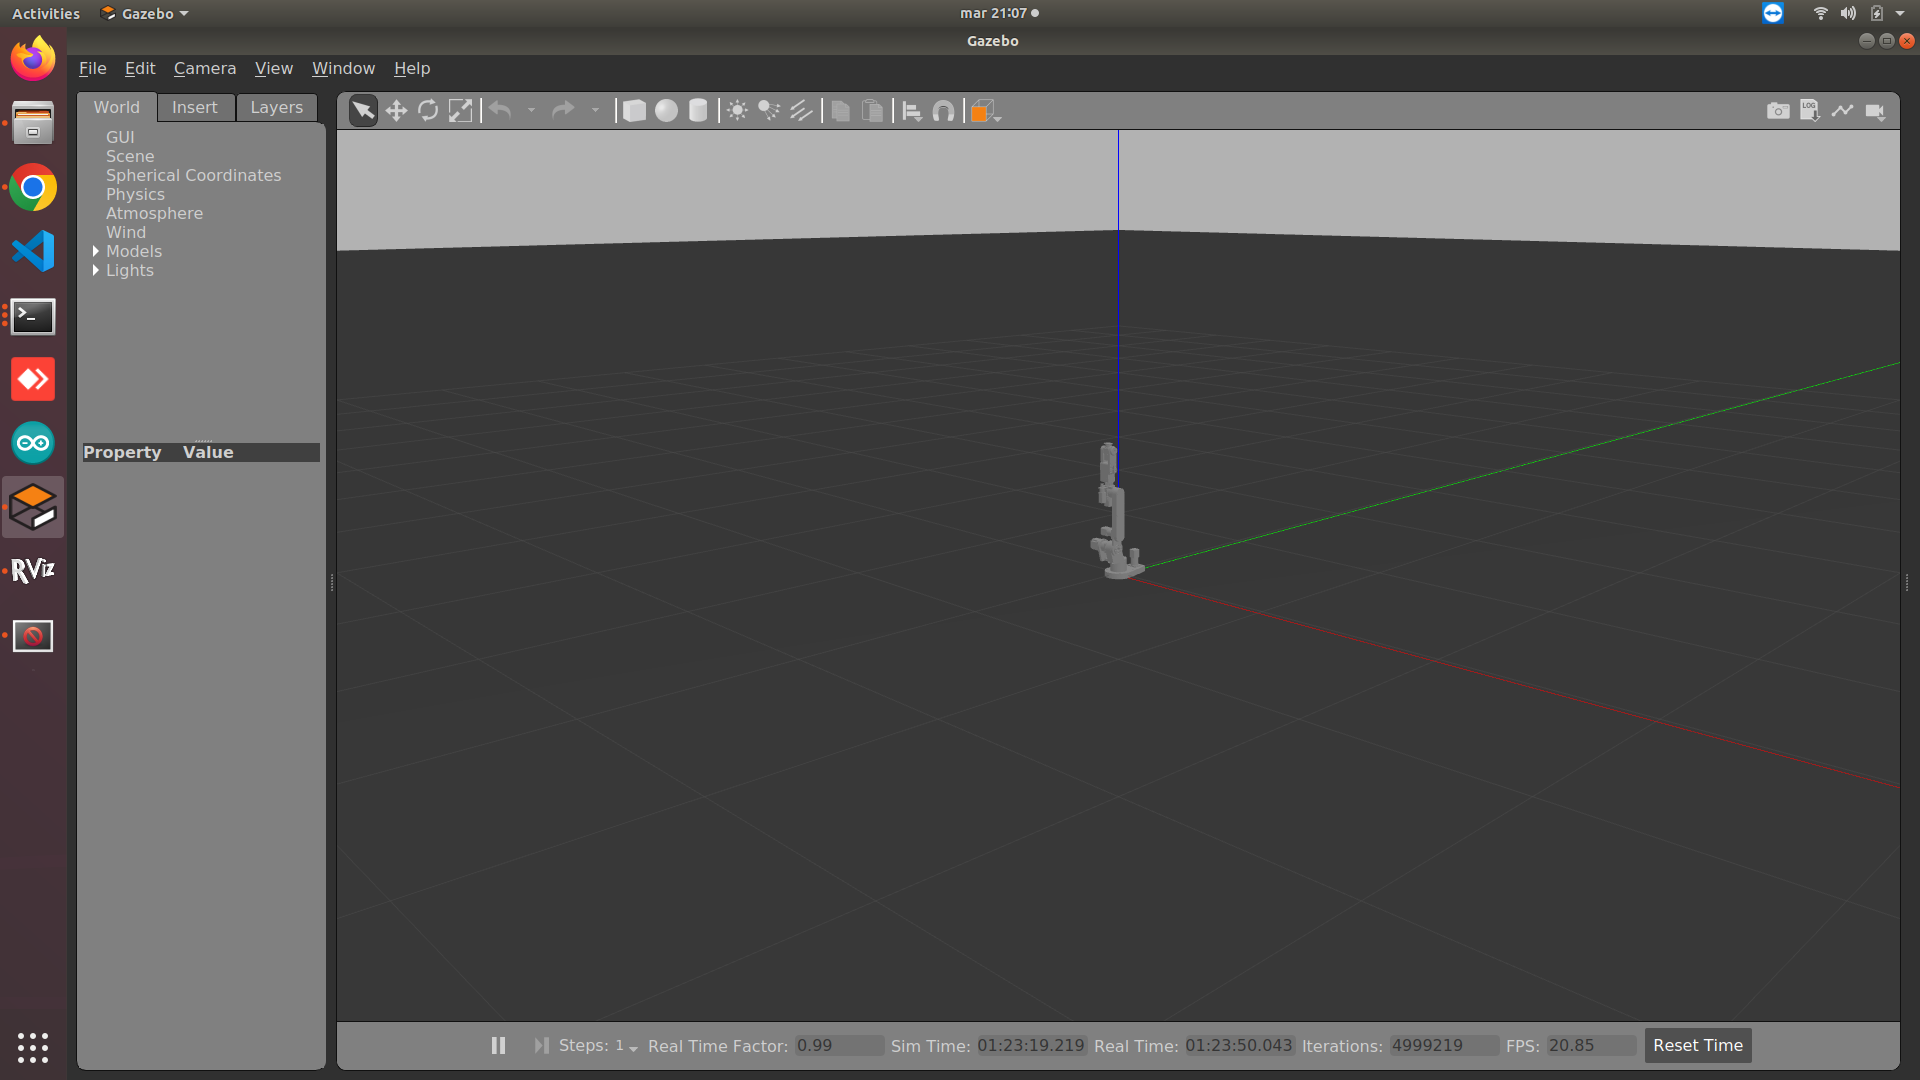 Activities Gazebo mar 21:07
Gazebo
File Edit Camera View Window Help
World Insert Layers
LOG
GUI
Scene
Spherical Coordinates
Physics
Atmosphere
Wind
Models
Lights
Property Value
RViz
Steps: 1 Real Time Factor: 0.99 Sim Time: 01:23:19.219 Real Time: 01:23:50.043 Iterations: 4999219 FPS: 20.85 Reset Time